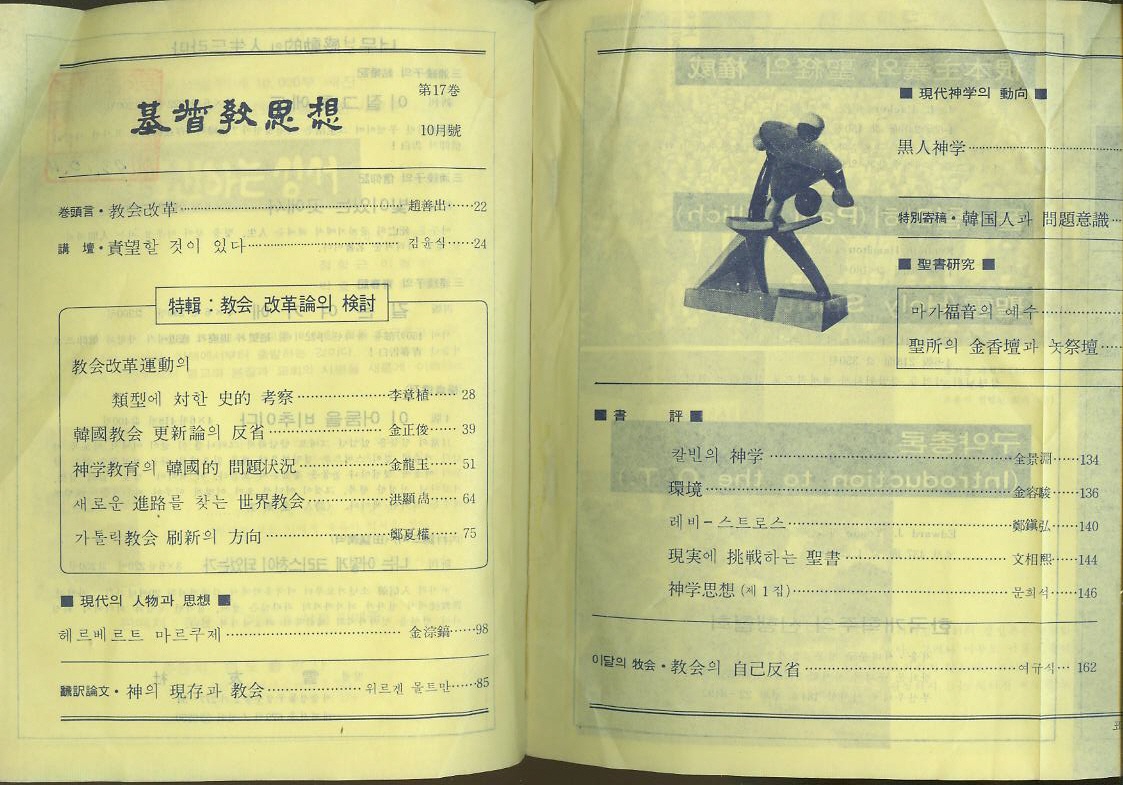 基督敎思想
第17巻
10月號
巻頭言・教会改革 趙善出 22
講 壇・責望할 것이 있다 김윤식 24
特輯 : 教会 改革論의 検討
教会改革運動의
類型에 対한 史的 考察 李章植 28
韓國教会 更新論의 反省 金正俊 39
神学教育의 韓國的 問題状況 金龍玉 51
새로운 進路를 찾는 世界教会 洪顯卨 64
가톨릭教会 刷新의 方向 鄭夏權 75
■ 現代의 人物과 思想 ■
헤르베르트 마르쿠제 金淙鎬 98
飜訳論文・神의 現存과 教会 위르겐 몰트만 85
■ 現代神学의 動向 ■
黒人神学
特別寄稿・韓国人과 問題意識
■ 聖書研究 ■
마가福音의 예수
聖所의 金香壇과 놋祭壇
■ 書 評 ■
칼빈의 神学 全景淵 134
環境 金容駿 136
레비-스트로스 鄭鎭弘 140
現実에 挑戦하는 聖書 文相熙 144
神学思想 (제 1 집) 문희석 146
이달의 牧会・教会의 自己反省 여규식 162